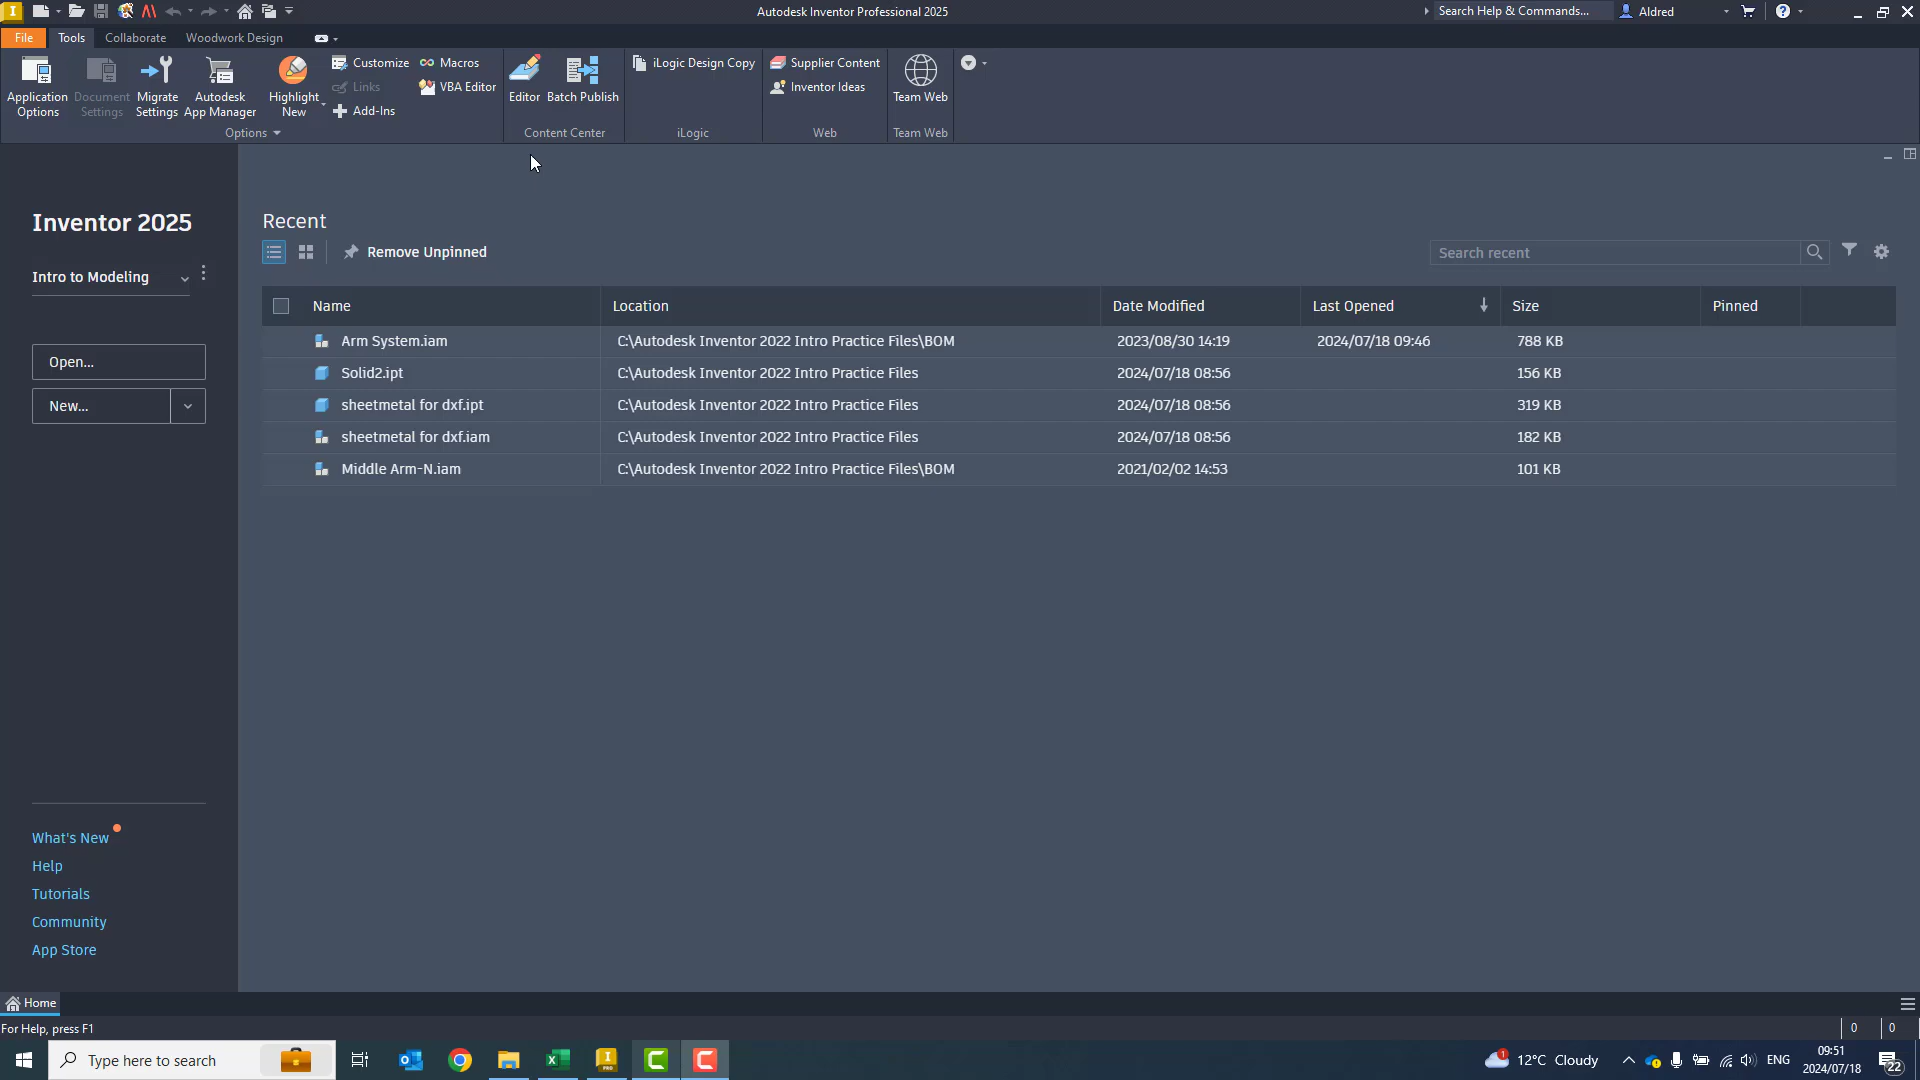 Autodesk Inventor Professional 2025
Search Help & Commands...
Aldred
File
Tools
Collaborate
Woodwork Design
Application Options
Document Settings
Migrate Settings
Autodesk App Manager
Highlight New
Customize
Links
Add-Ins
Macros
VBA Editor
Options
Editor
Batch Publish
Content Center
iLogic Design Copy
iLogic
Supplier Content
Inventor Ideas
Web
Team Web
Team Web
Inventor 2025
Intro to Modeling
Open...
New...
What's New
Help
Tutorials
Community
App Store
Recent
Remove Unpinned
Search recent
Name Location Date Modified Last Opened Size Pinned
Arm System.iam C:\Autodesk Inventor 2022 Intro Practice Files\BOM 2023/08/30 14:19 2024/07/18 09:46 788 KB
Solid2.ipt C:\Autodesk Inventor 2022 Intro Practice Files 2024/07/18 08:56 156 KB
sheetmetal for dxf.ipt C:\Autodesk Inventor 2022 Intro Practice Files 2024/07/18 08:56 319 KB
sheetmetal for dxf.iam C:\Autodesk Inventor 2022 Intro Practice Files 2024/07/18 08:56 182 KB
Middle Arm-N.iam C:\Autodesk Inventor 2022 Intro Practice Files\BOM 2021/02/02 14:53 101 KB
Home
For Help, press F1
0 0
Type here to search
1
12°C Cloudy
ENG
09:51
2024/07/18
22